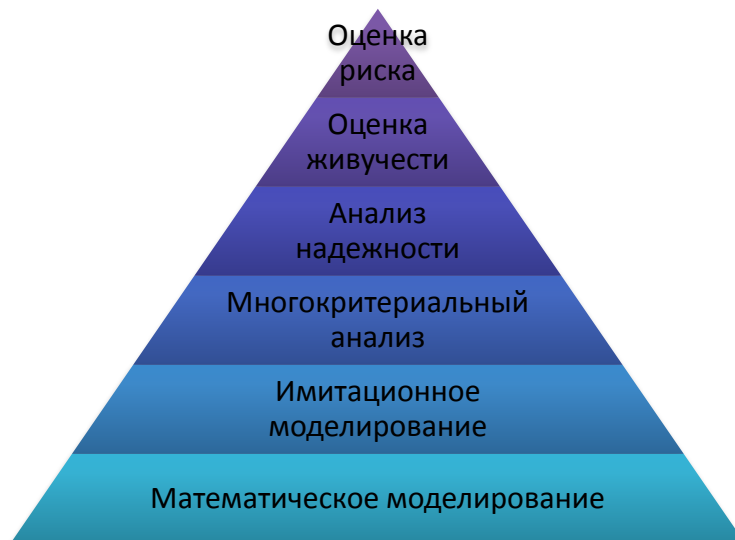 Оценка
риска
Оценка
живучести
Анализ
надежности
Многокритериальный
анализ
Имитационное
моделирование
Математическое моделирование